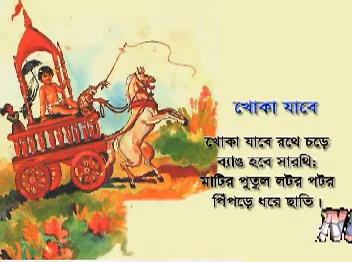 খোকা যাবে
খোকা যাবে রথে চড়ে
ব্যাঙ হবে সারথি;
মাটির পুতুল লটর পটর
পিঁপড়ে ধরে ছাতি।